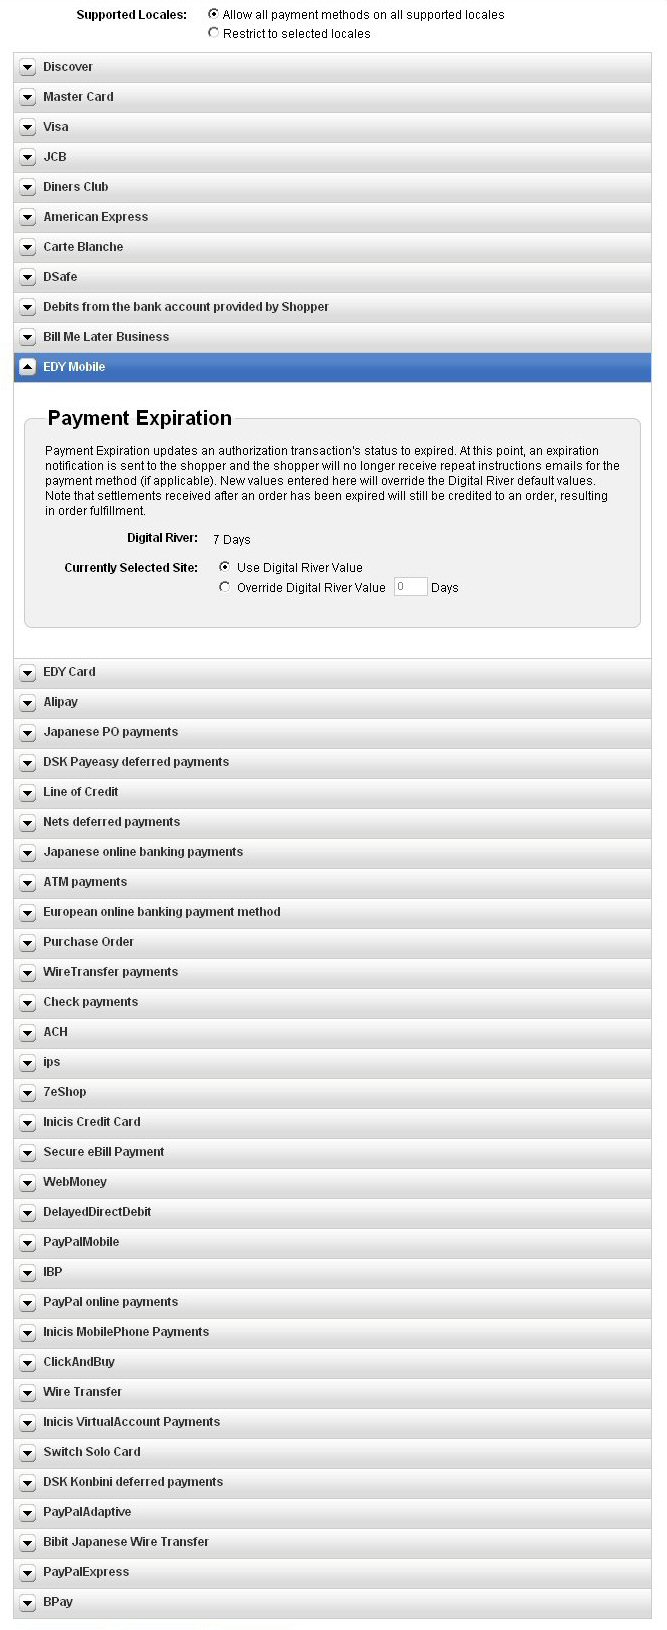 Supported Locales: Allow all payment methods on all supported locales
Restrict to selected locales
Discover
Master Card
Visa
JCB
Diners Club
American Express
Carte Blanche
DSafe
Debits from the bank account provided by Shopper
Bill Me Later Business
EDY Mobile
Payment Expiration
Payment Expiration updates an authorization transaction's status to expired. At this point, an expiration
notification is sent to the shopper and the shopper will no longer receive repeat instructions emails for the
payment method (if applicable). New values entered here will override the Digital River default values.
Note that settlements received after an order has been expired will still be credited to an order, resulting
in order fulfillment.
Digital River: 7 Days
Currently Selected Site: Use Digital River Value
Override Digital River Value 0 Days
EDY Card
Alipay
Japanese PO payments
DSK Payeasy deferred payments
Line of Credit
Nets deferred payments
Japanese online banking payments
ATM payments
European online banking payment method
Purchase Order
WireTransfer payments
Check payments
ACH
ips
7eShop
Inicis Credit Card
Secure eBill Payment
WebMoney
DelayedDirectDebit
PayPalMobile
IBP
PayPal online payments
Inicis MobilePhone Payments
ClickAndBuy
Wire Transfer
Inicis VirtualAccount Payments
Switch Solo Card
DSK Konbini deferred payments
PayPalAdaptive
Bibit Japanese Wire Transfer
PayPalExpress
BPay